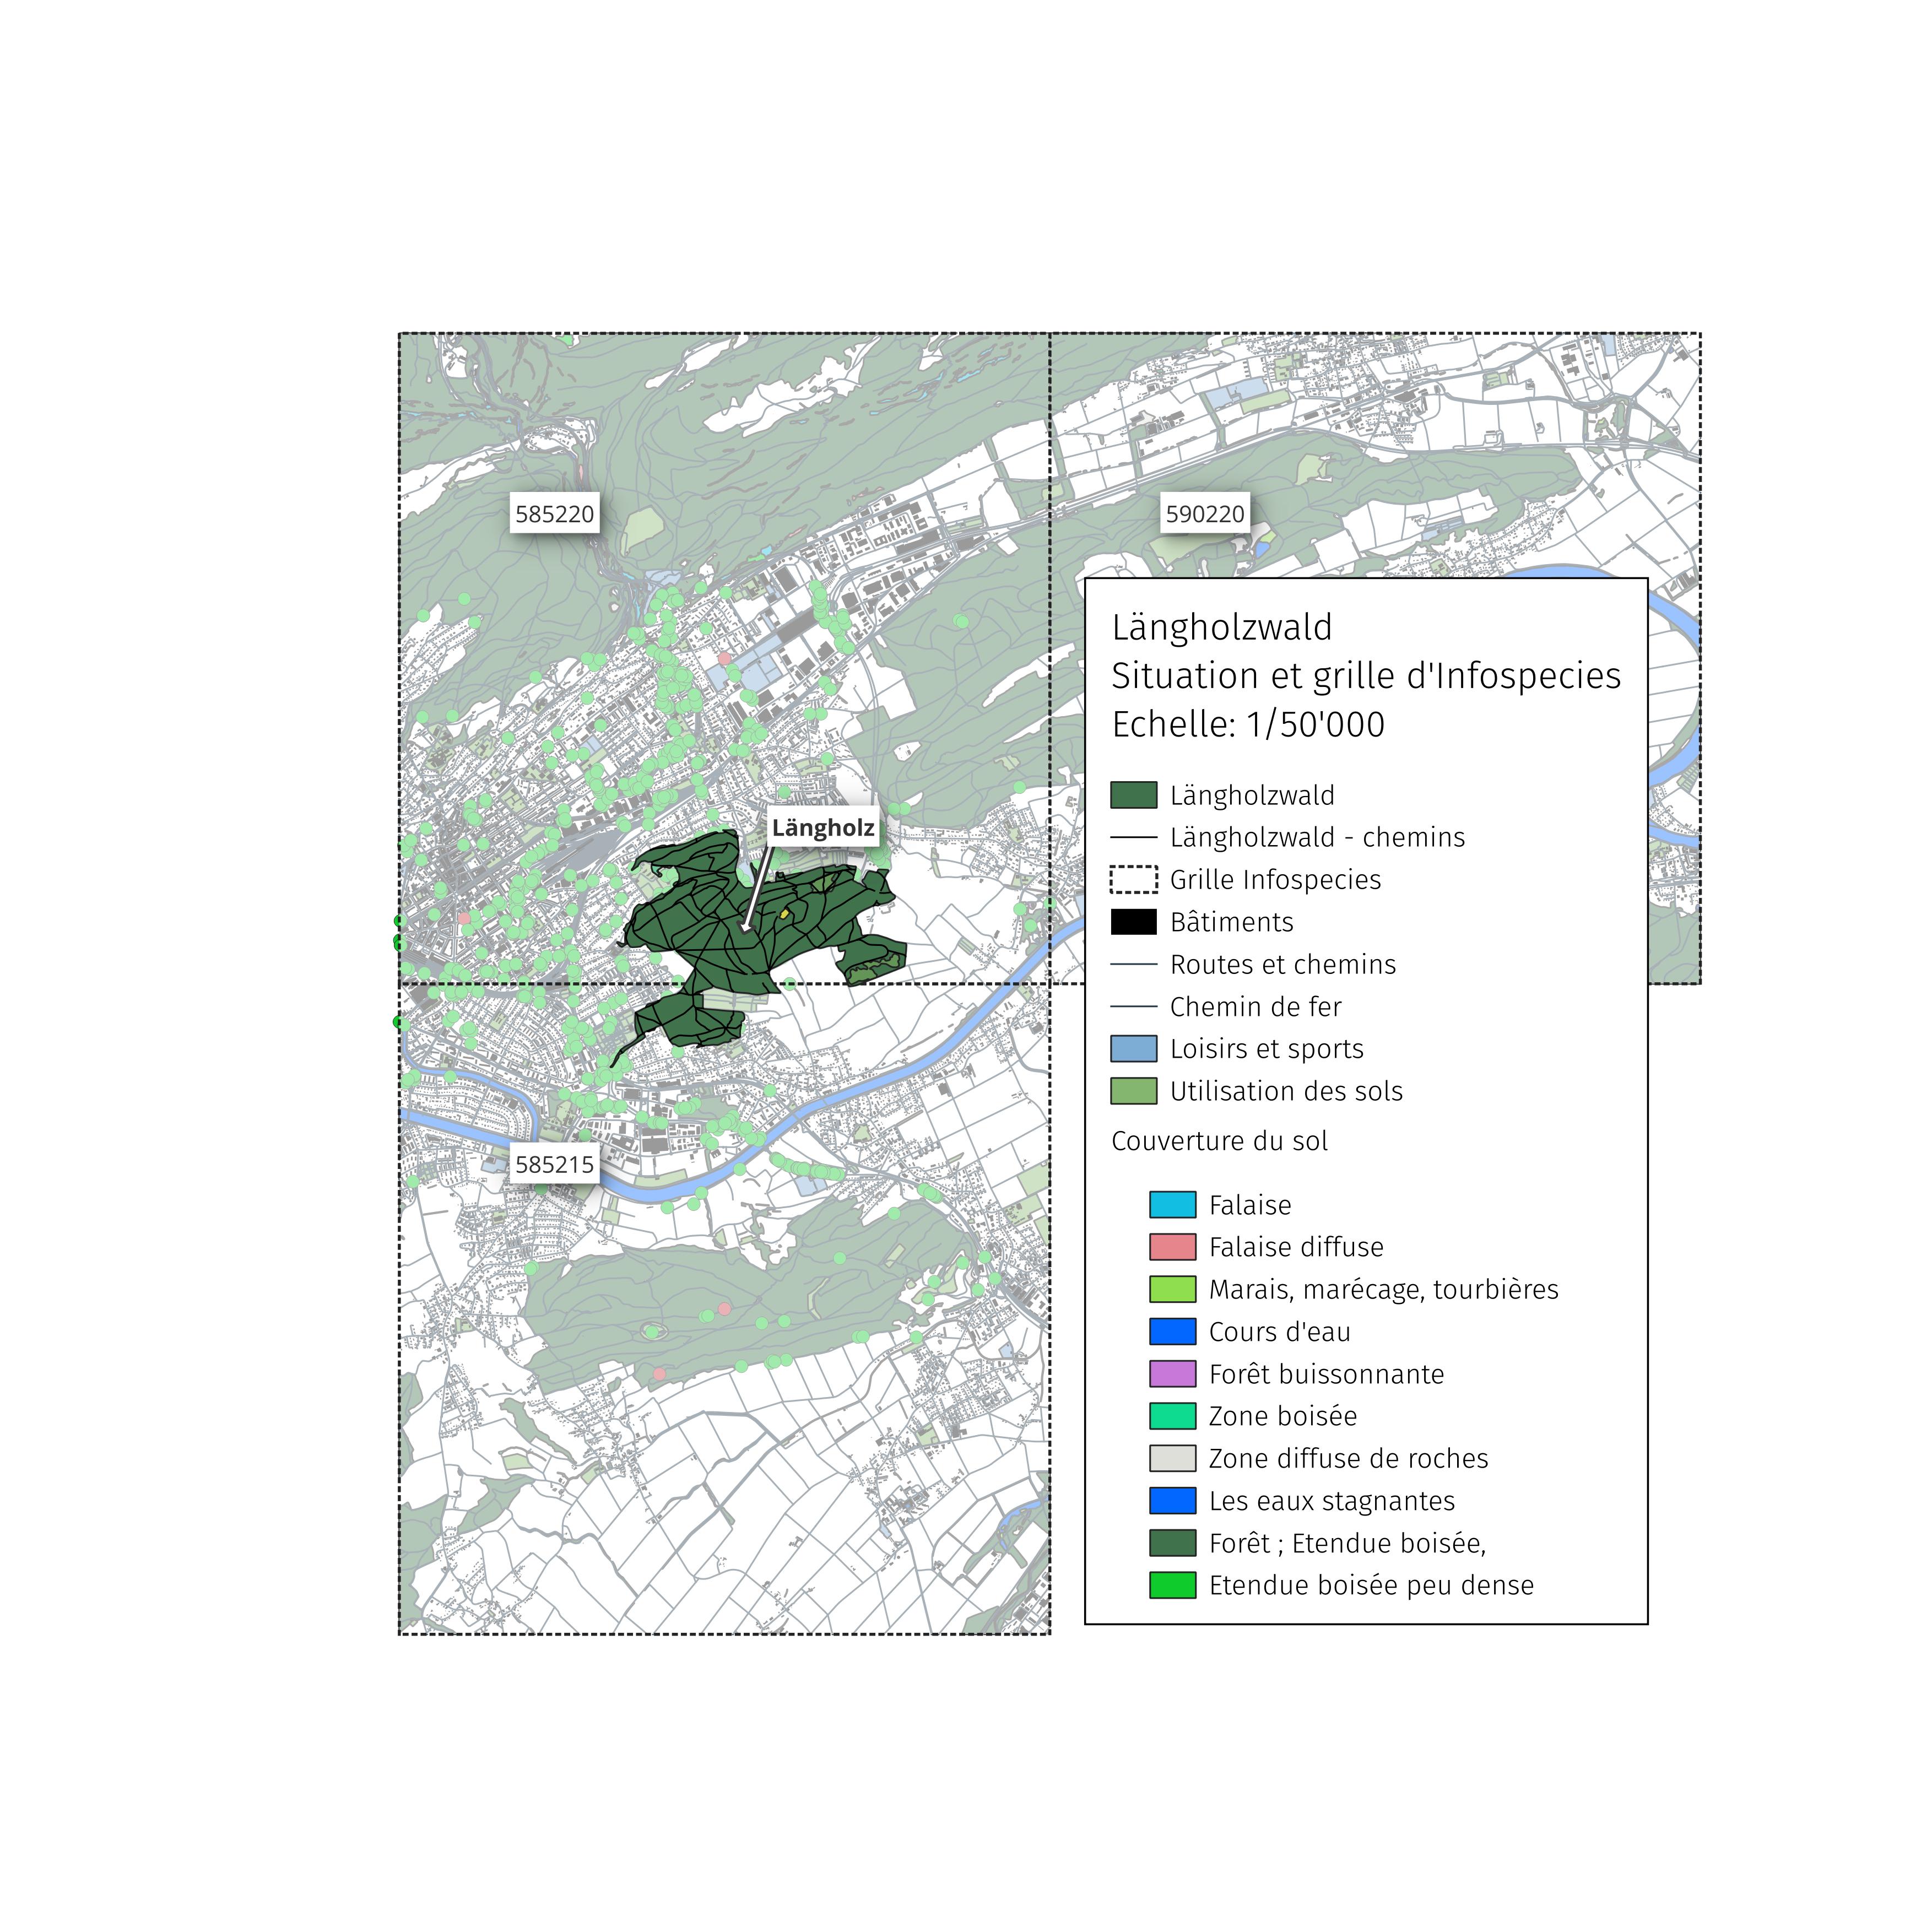 585220
590220
Längholzwald
Situation et grille d'Infospecies
Echelle: 1/50'000
Längholzwald
Längholzwald - chemins
Grille Infospecies
Bâtiments
Routes et chemins
Chemin de fer
Loisirs et sports
Utilisation des sols
Couverture du sol
Falaise
Falaise diffuse
Marais, marécage, tourbières
Cours d'eau
Forêt buissonnante
Zone boisée
Zone diffuse de roches
Les eaux stagnantes
Forêt ; Etendue boisée,
Etendue boisée peu dense
Längholz
585215